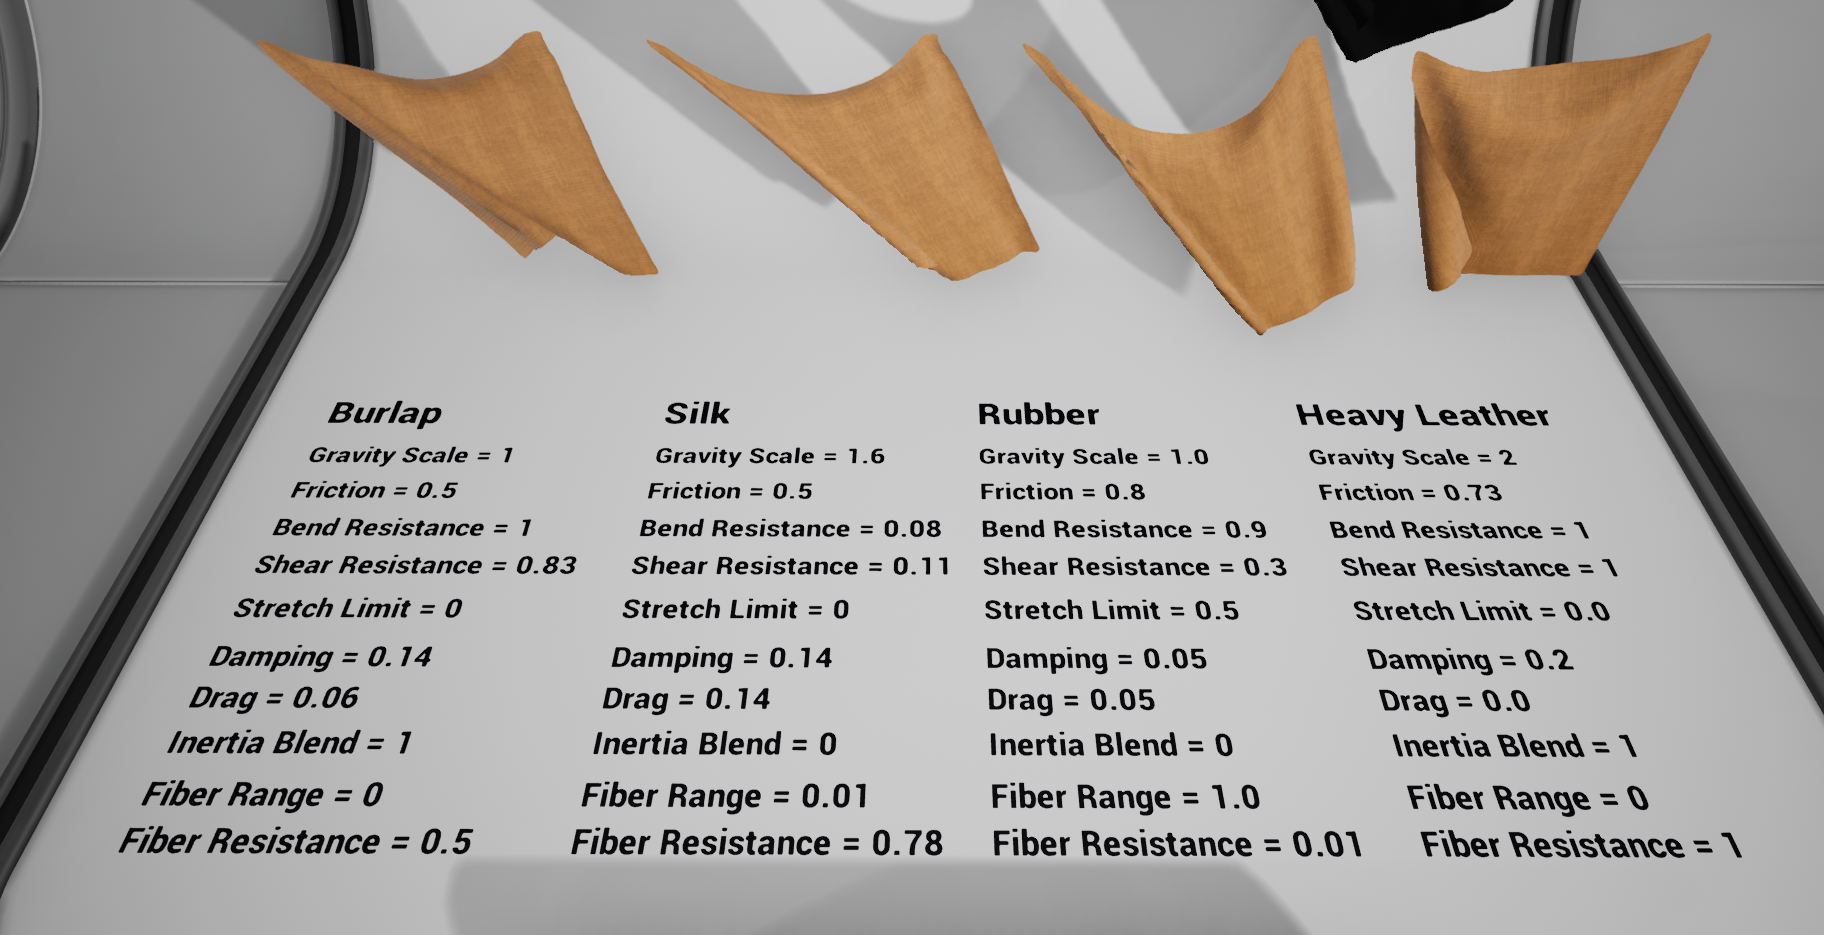 Burlap
Gravity Scale = 1
Friction = 0.5
Bend Resistance = 1
Shear Resistance = 0.83
Stretch Limit = 0
Damping = 0.14
Drag = 0.06
Inertia Blend = 1
Fiber Range = 0
Fiber Resistance = 0.5
Silk
Gravity Scale = 1.6
Friction = 0.5
Bend Resistance = 0.08
Shear Resistance = 0.11
Stretch Limit = 0
Damping = 0.14
Drag = 0.14
Inertia Blend = 0
Fiber Range = 0.01
Fiber Resistance = 0.78
Rubber
Gravity Scale = 1.0
Friction = 0.8
Bend Resistance = 0.9
Shear Resistance = 0.3
Stretch Limit = 0.5
Damping = 0.05
Drag = 0.05
Inertia Blend = 0
Fiber Range = 1.0
Fiber Resistance = 0.01
Heavy Leather
Gravity Scale = 2
Friction = 0.73
Bend Resistance = 1
Shear Resistance = 1
Stretch Limit = 0.0
Damping = 0.2
Drag = 0.0
Inertia Blend = 1
Fiber Range = 0
Fiber Resistance = 1